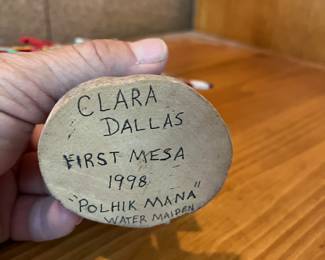 CLARA
DALLAS
FIRST MESA
1998
"POLHIK MANA"
WATER MAIDEN